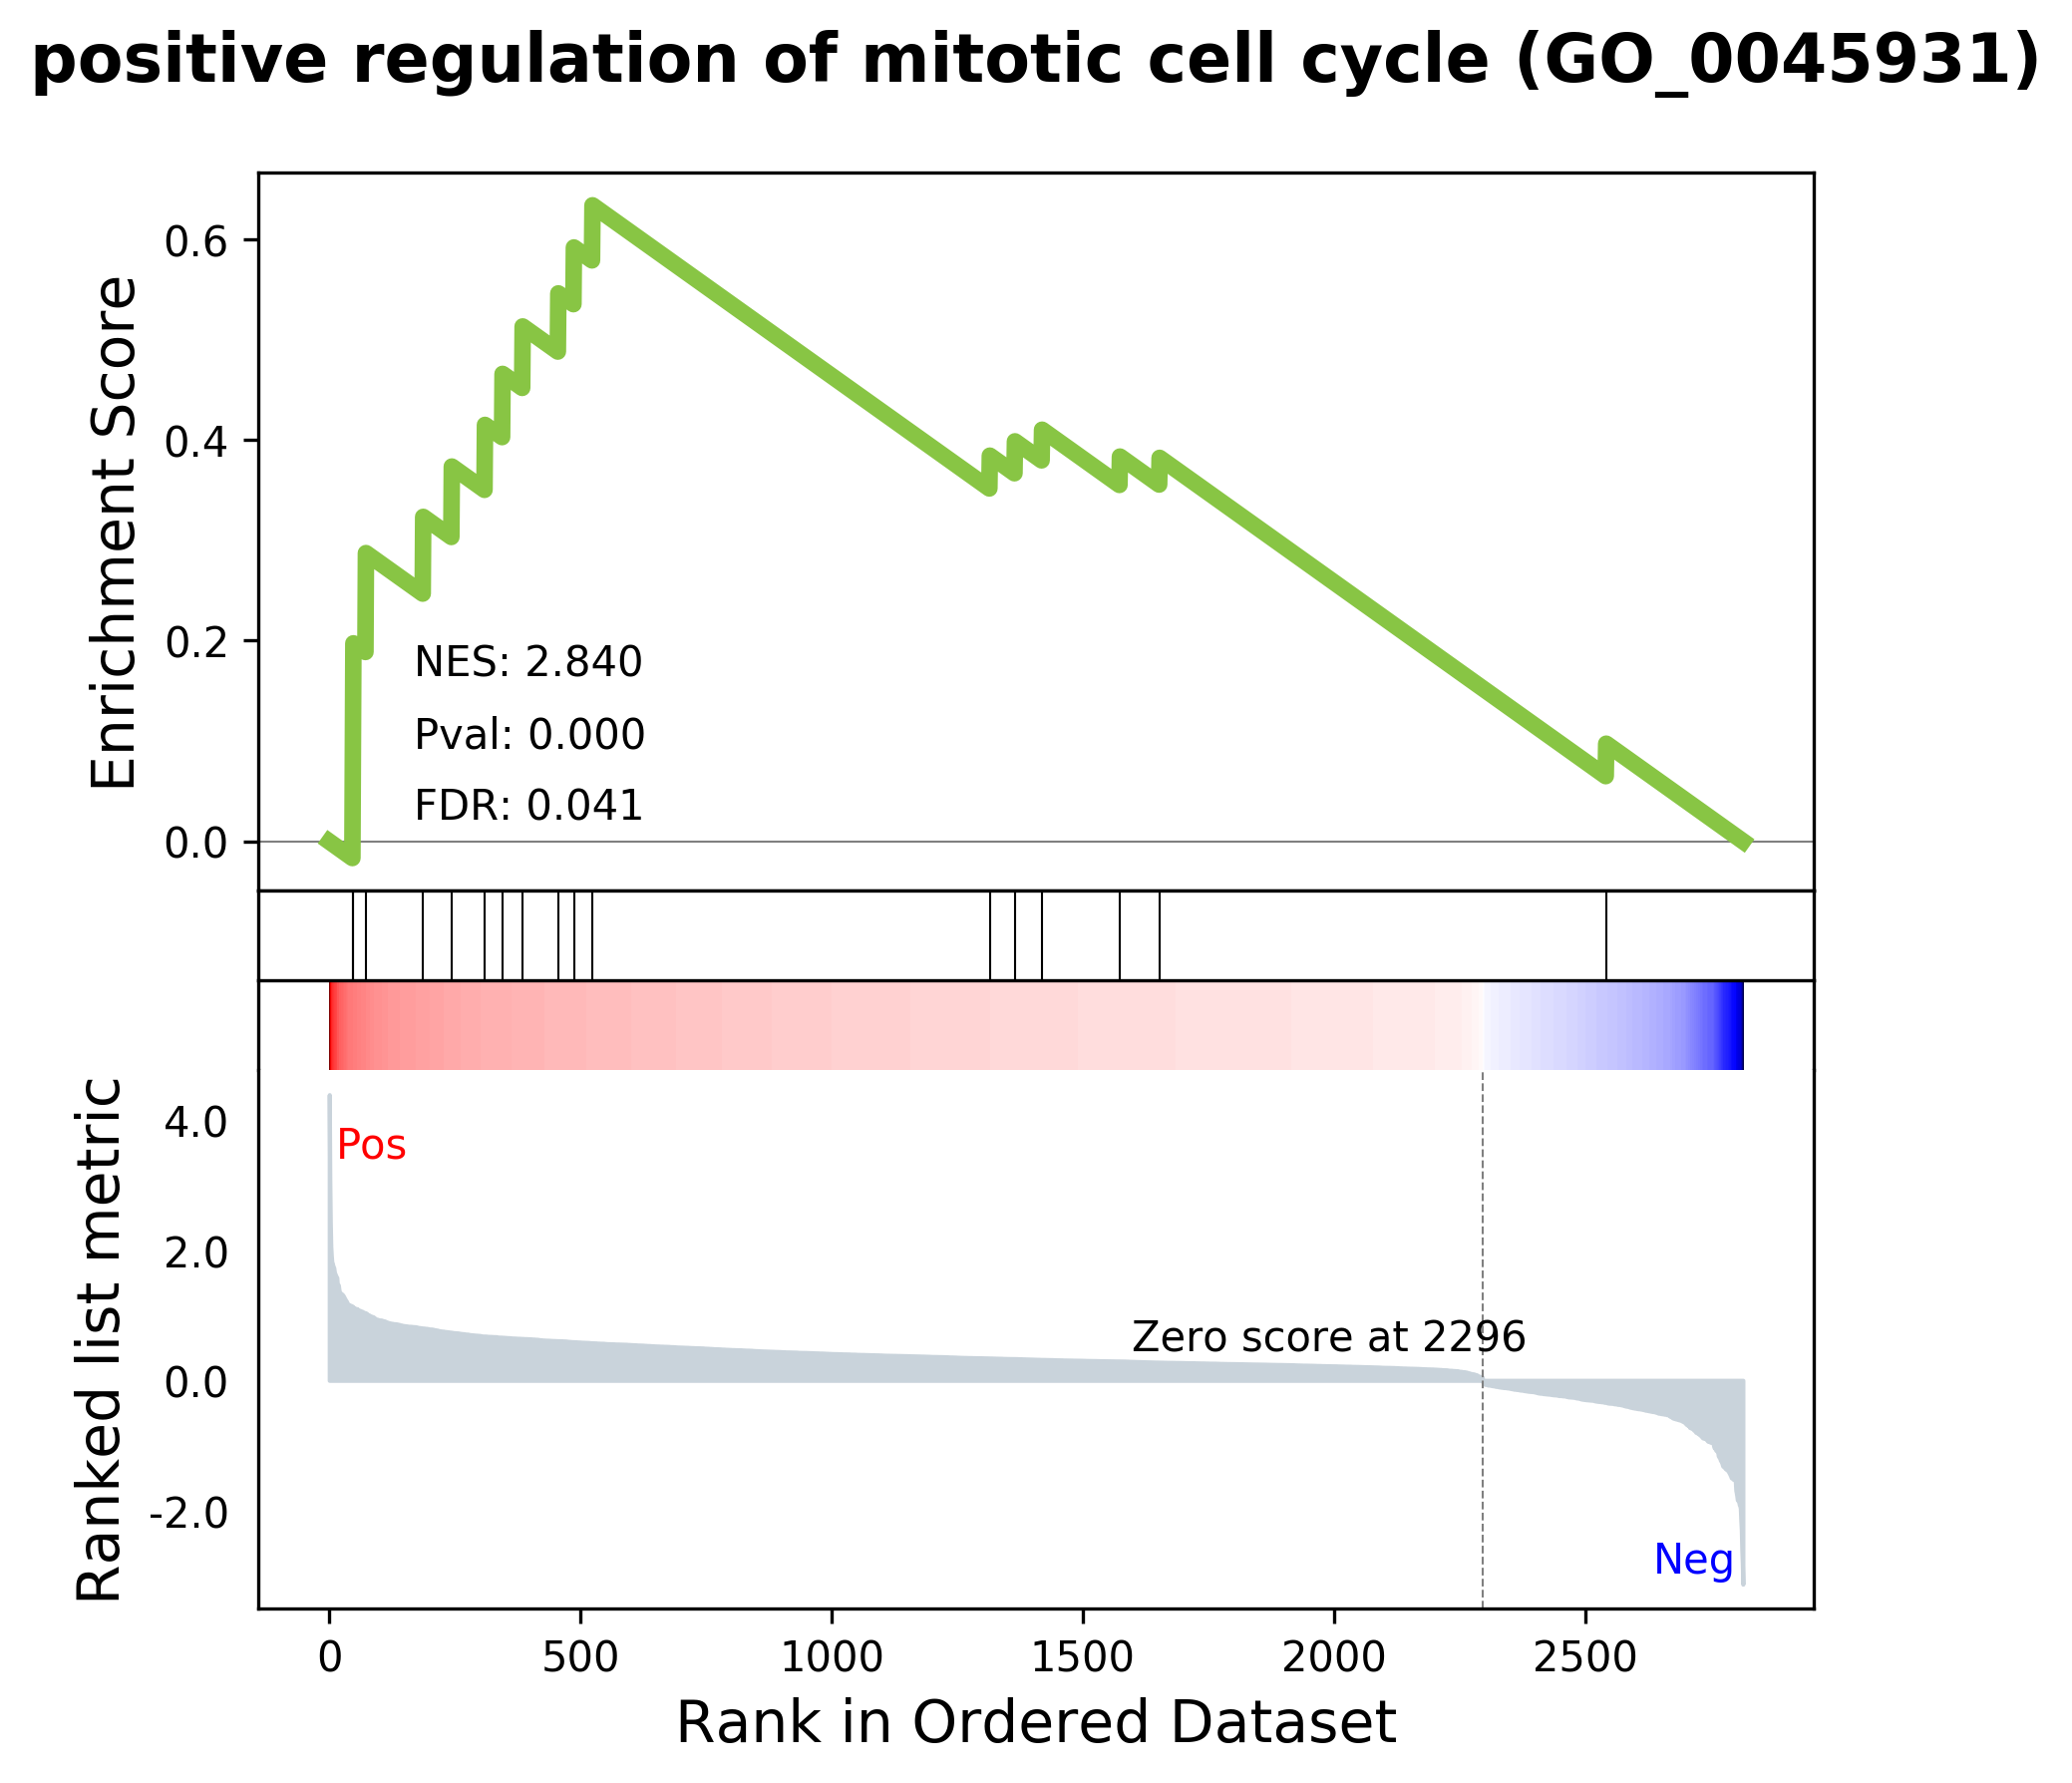 positive regulation of mitotic cell cycle (GO_0045931)
Enrichment Score
0.6
0.4
0.2
0.0
NES: 2.840
Pval: 0.000
FDR: 0.041
Ranked list metric
4.0
2.0
0.0
-2.0
Pos
Zero score at 2296
Neg
0 500 1000 1500 2000 2500
Rank in Ordered Dataset